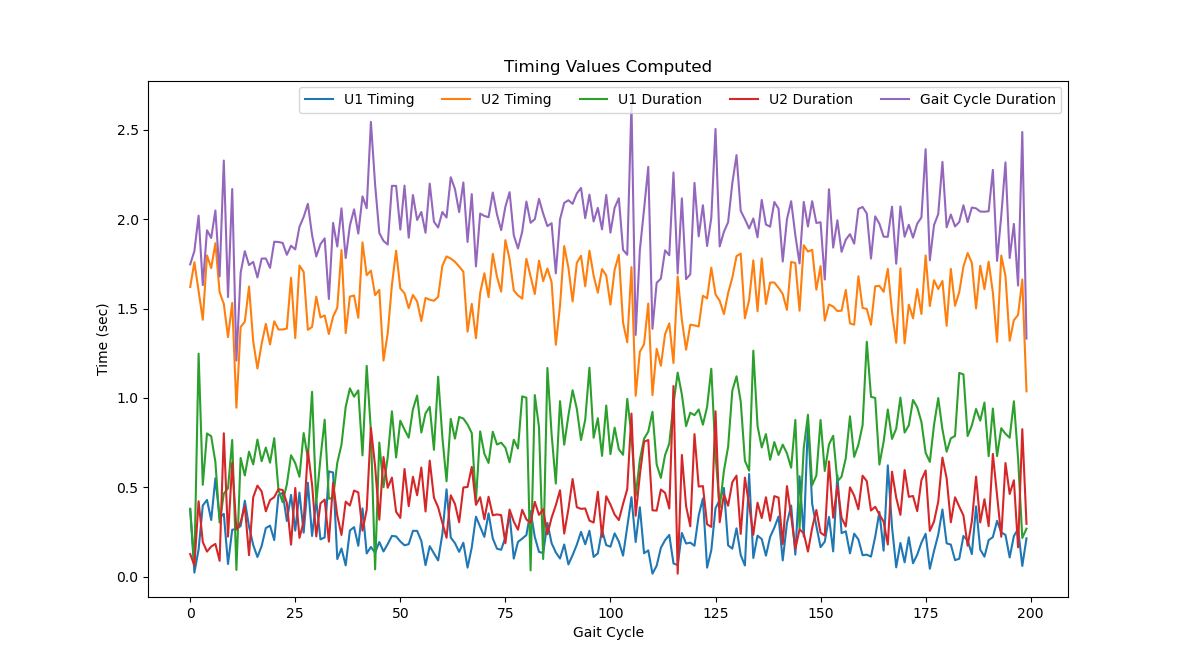 Timing Values Computed
U1 Timing U2 Timing U1 Duration U2 Duration Gait Cycle Duration
2.5
2.0
1.5
1.0
0.5
0.0
Time (sec)
0 25 50 75 100 125 150 175 200
Gait Cycle